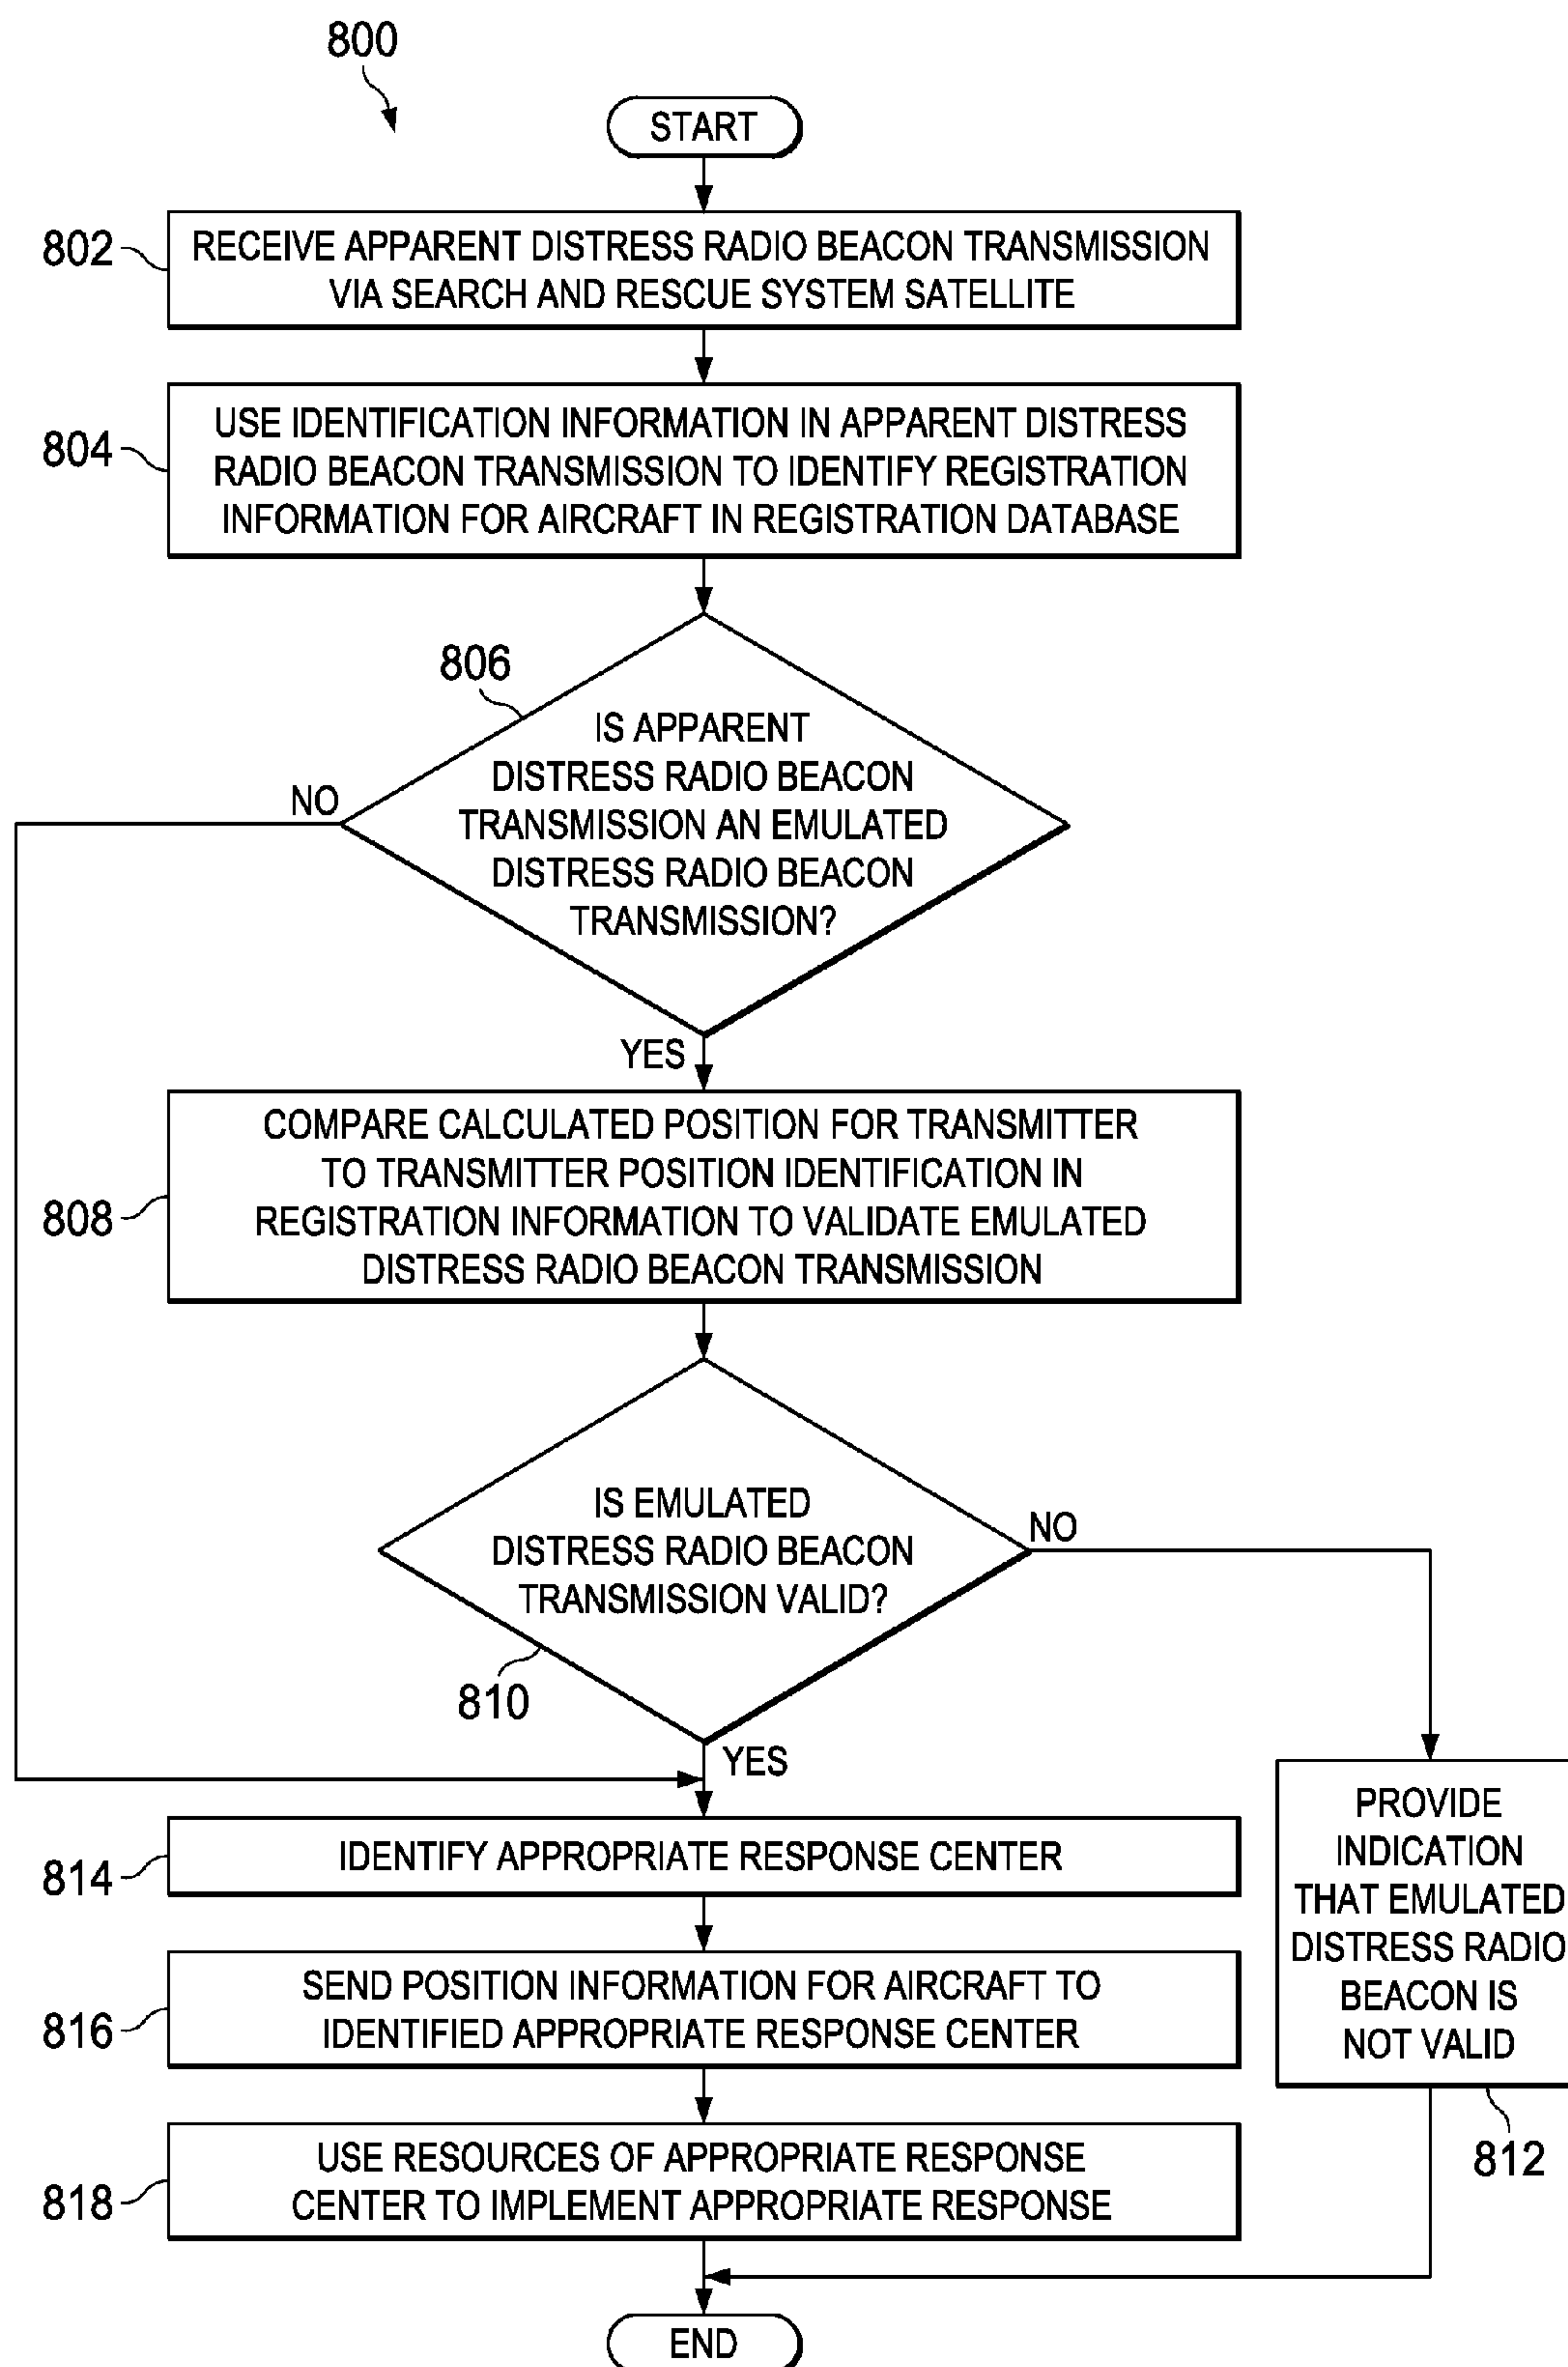 800
START
802
RECEIVE APPARENT DISTRESS RADIO BEACON TRANSMISSION
VIA SEARCH AND RESCUE SYSTEM SATELLITE
804
USE IDENTIFICATION INFORMATION IN APPARENT DISTRESS
RADIO BEACON TRANSMISSION TO IDENTIFY REGISTRATION
INFORMATION FOR AIRCRAFT IN REGISTRATION DATABASE
806
IS APPARENT
DISTRESS RADIO BEACON
TRANSMISSION AN EMULATED
DISTRESS RADIO BEACON
TRANSMISSION?
NO
YES
808
COMPARE CALCULATED POSITION FOR TRANSMITTER
TO TRANSMITTER POSITION IDENTIFICATION IN
REGISTRATION INFORMATION TO VALIDATE EMULATED
DISTRESS RADIO BEACON TRANSMISSION
IS EMULATED
DISTRESS RADIO BEACON
TRANSMISSION VALID?
NO
810
YES
PROVIDE
INDICATION
THAT EMULATED
DISTRESS RADIO
BEACON IS
NOT VALID
812
814
IDENTIFY APPROPRIATE RESPONSE CENTER
816
SEND POSITION INFORMATION FOR AIRCRAFT TO
IDENTIFIED APPROPRIATE RESPONSE CENTER
818
USE RESOURCES OF APPROPRIATE RESPONSE
CENTER TO IMPLEMENT APPROPRIATE RESPONSE
END